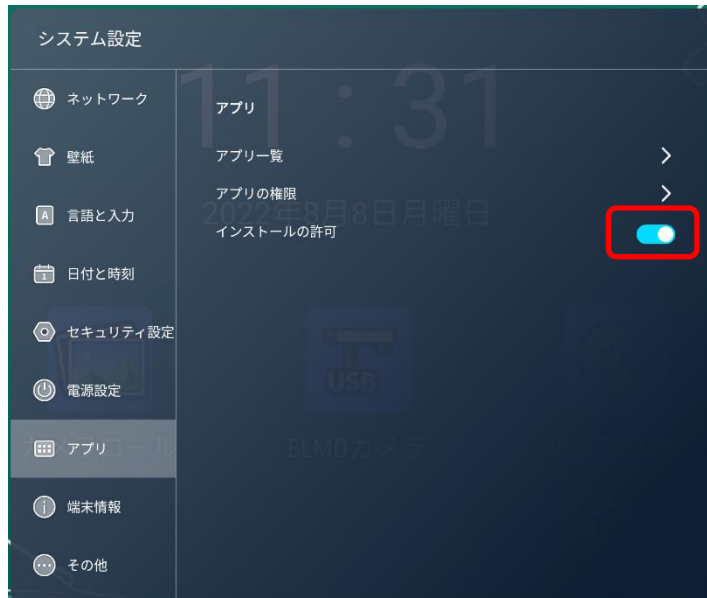 システム設定
ネットワーク
壁紙
言語と入力
日付と時刻
セキュリティ設定
電源設定
アプリ
端末情報
その他
アプリ
アプリ一覧
アプリの権限
インストールの許可
11:31
2022年8月8日月曜日
USB
ELMOカメラ